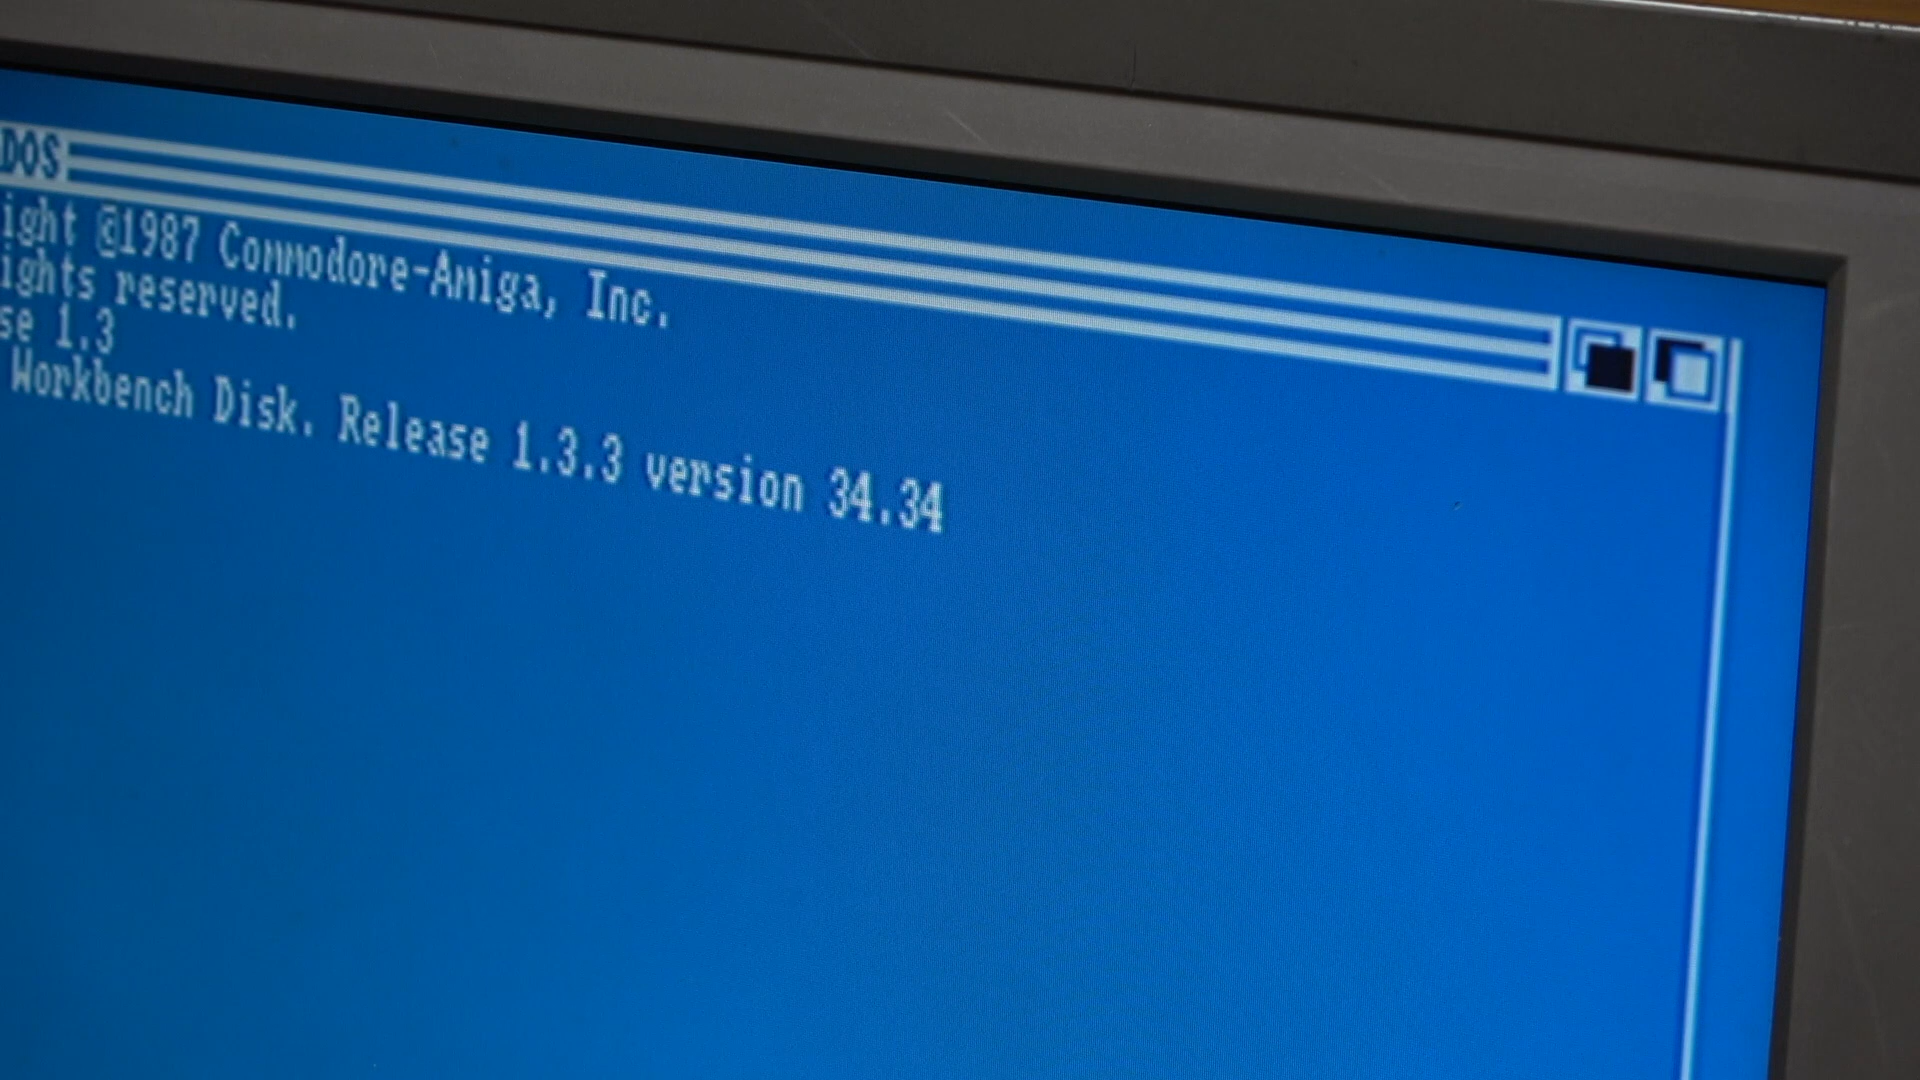 DOS
ight ©1987 Commodore-Amiga, Inc.
ights reserved.
se 1.3
Workbench Disk. Release 1.3.3 version 34.34